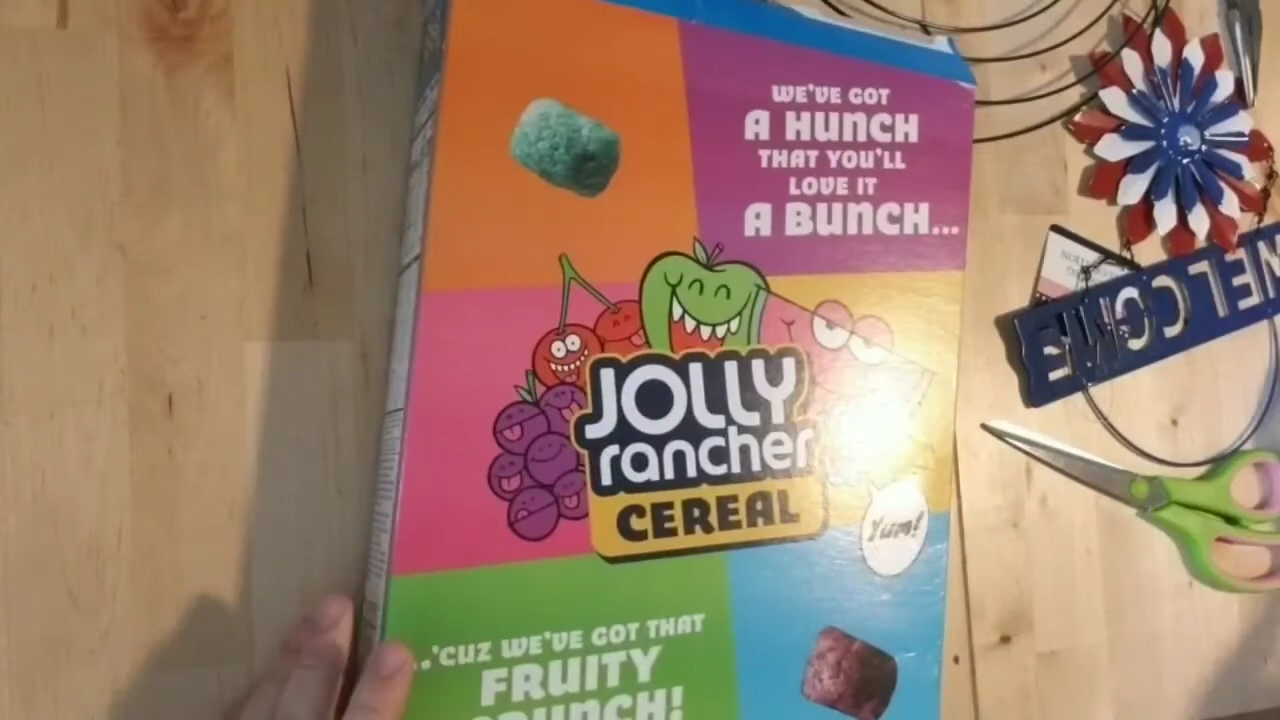 WE'VE GOT
A HUNCH
THAT YOU'LL
LOVE IT
A BUNCH...
JOLLY
rancher
CEREAL
Yum!
...'CUZ WE'VE GOT THAT
FRUITY
CRUNCH!
WELCOME